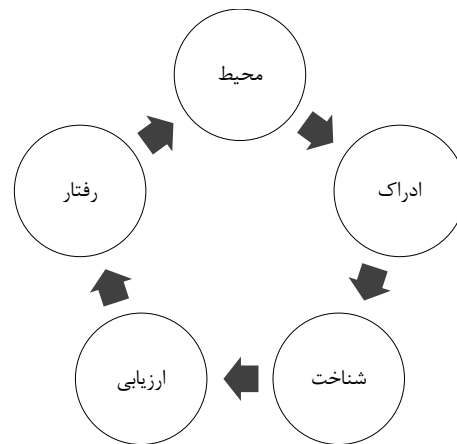 محیط
ادراک
شناخت
ارزیابی
رفتار